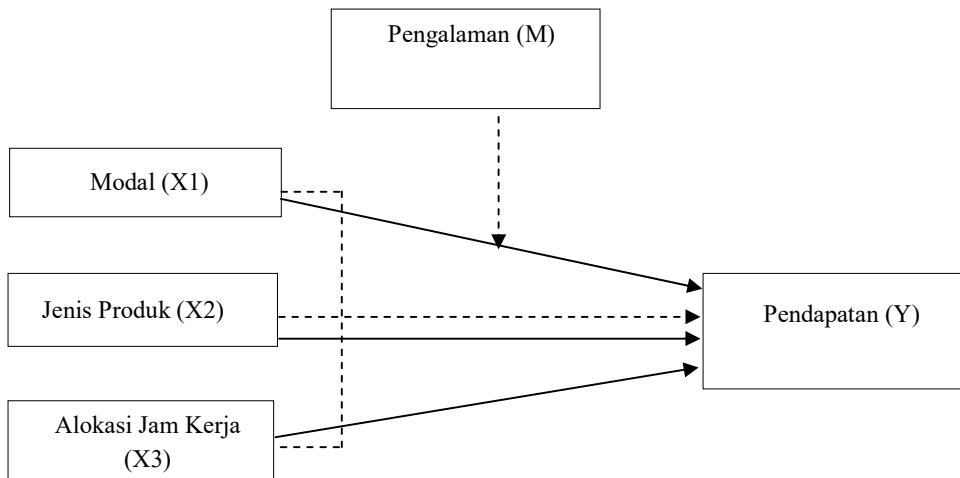 Pengalaman (M)
Modal (X1)
Jenis Produk (X2)
Pendapatan (Y)
Alokasi Jam Kerja
(X3)